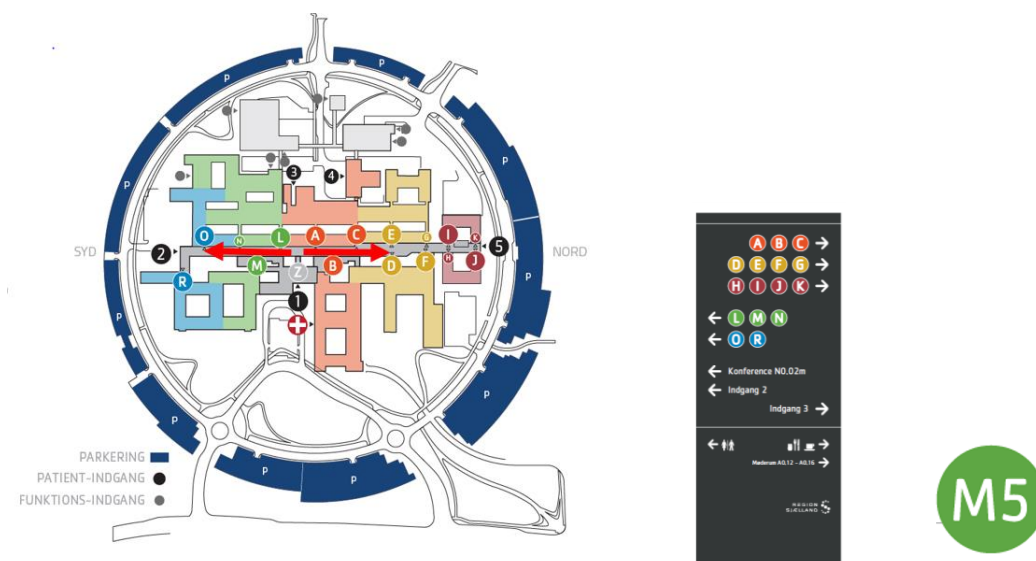 P
P
P
P
P
P
P
P
P
P
3
4
O
N
L
A
C
E
G
I
K
SYD
2
5
NORD
R
M
Z
B
D
F
H
J
1
PARKERING
PATIENT-INDGANG
FUNKTIONS-INDGANG
A B C →
D E F G →
H I J K →
← L M N
← O R
← Konference N0.02m
← Indgang 2
Indgang 3 →
← →
Møderum A0.12 – A0.16 →
REGION
SJÆLLAND
M5